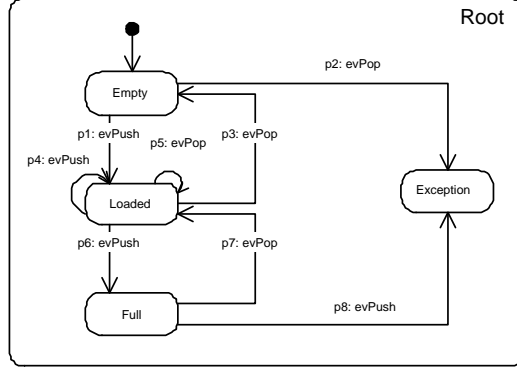 Root
p2: evPop
Empty
p1: evPush
p3: evPop
p5: evPop
p4: evPush
Exception
Loaded
p6: evPush
p7: evPop
p8: evPush
Full